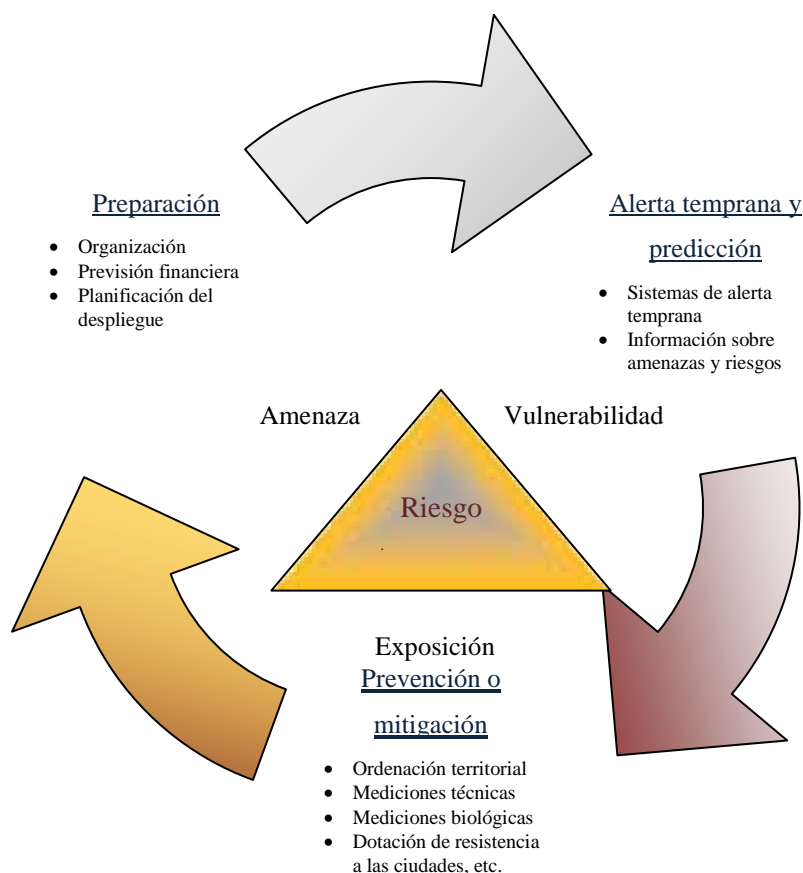 Preparación
• Organización
• Previsión financiera
• Planificación del
despliegue
Alerta temprana y
predicción
• Sistemas de alerta
temprana
• Información sobre
amenazas y riesgos
Amenaza
Vulnerabilidad
Riesgo
Exposición
Prevención o
mitigación
• Ordenación territorial
• Mediciones técnicas
• Mediciones biológicas
• Dotación de resistencia
a las ciudades, etc.